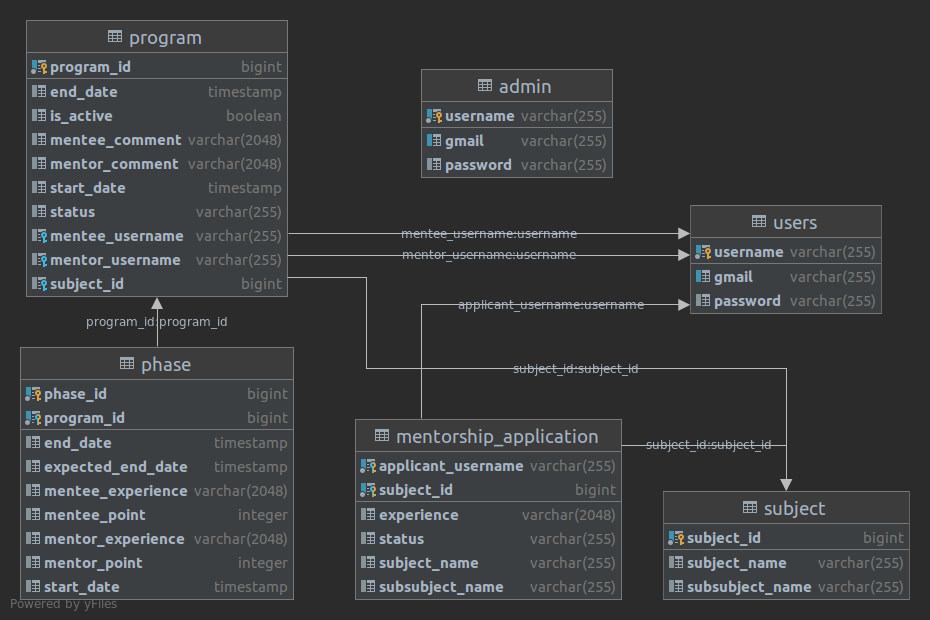 program
program_id bigint
end_date timestamp
is_active boolean
mentee_comment varchar(2048)
mentor_comment varchar(2048)
start_date timestamp
status varchar(255)
mentee_username varchar(255)
mentor_username varchar(255)
subject_id bigint
admin
username varchar(255)
gmail varchar(255)
password varchar(255)
users
username varchar(255)
gmail varchar(255)
password varchar(255)
mentee_username:username
mentor_username:username
applicant_username:username
program_id:program_id
subject_id:subject_id
subject_id:subject_id
phase
phase_id bigint
program_id bigint
end_date timestamp
expected_end_date timestamp
mentee_experience varchar(2048)
mentee_point integer
mentor_experience varchar(2048)
mentor_point integer
start_date timestamp
mentorship_application
applicant_username varchar(255)
subject_id bigint
experience varchar(2048)
status varchar(255)
subject_name varchar(255)
subsubject_name varchar(255)
subject
subject_id bigint
subject_name varchar(255)
subsubject_name varchar(255)
Powered by yFiles